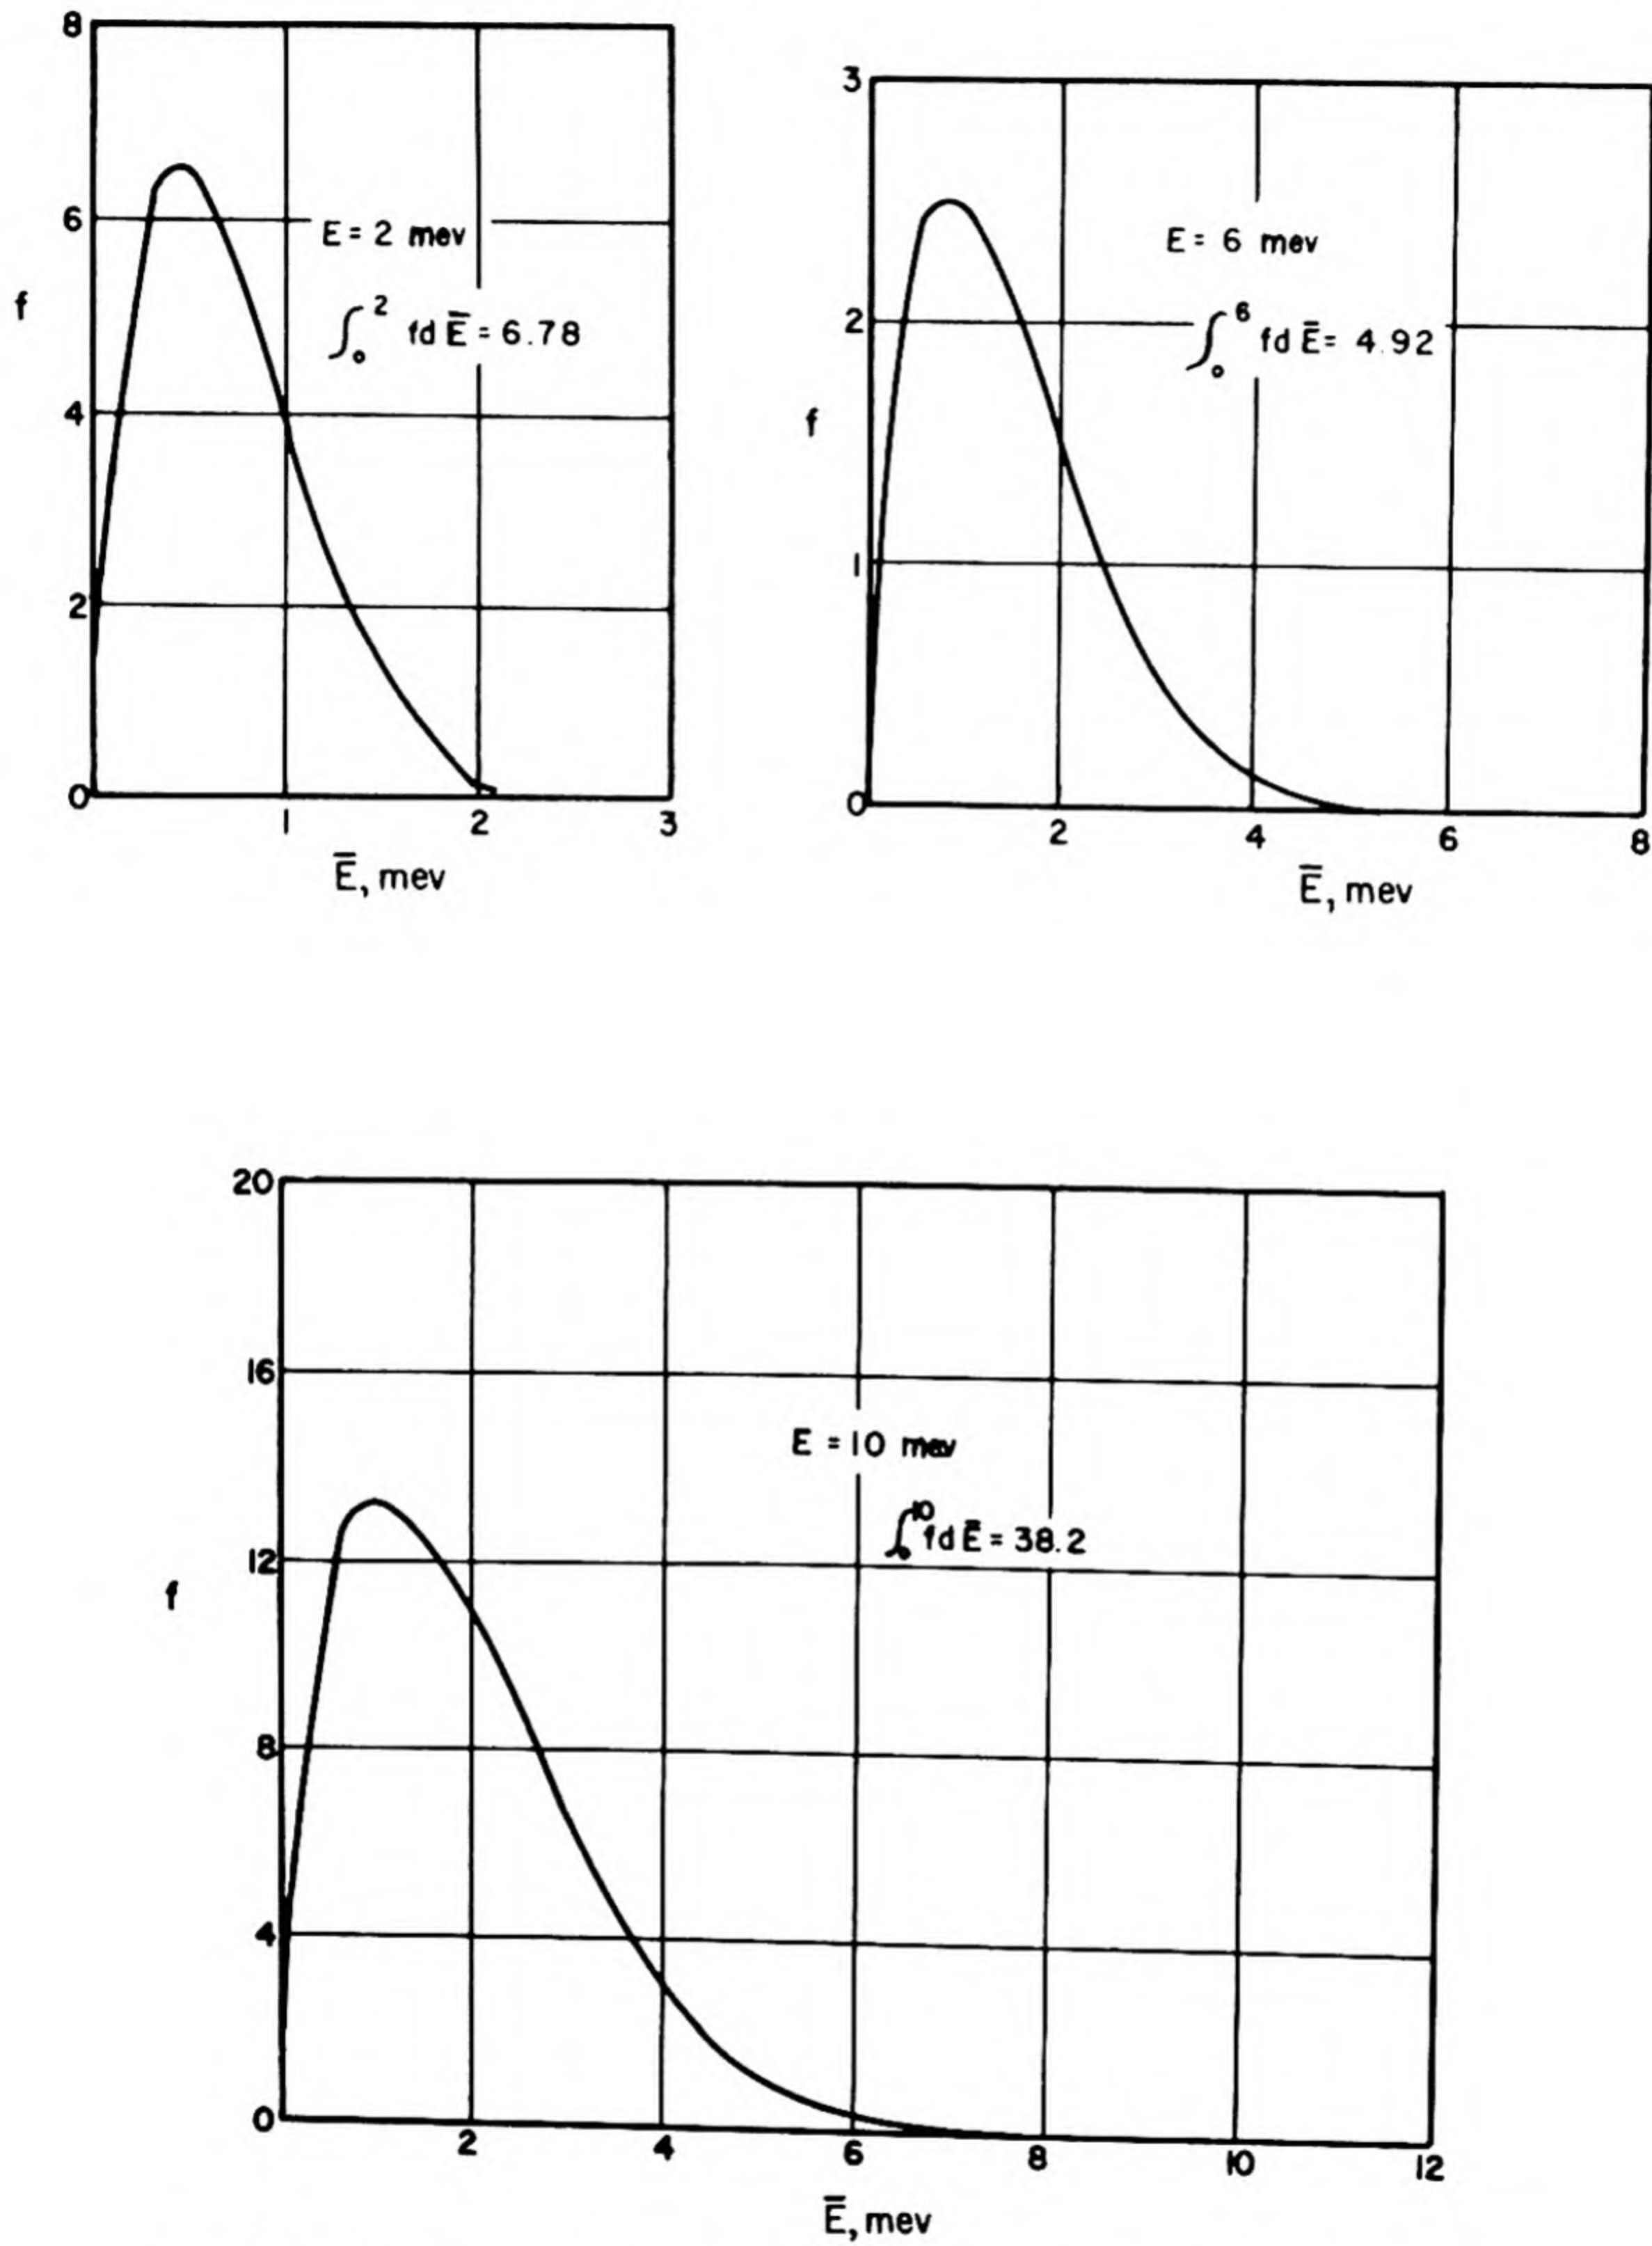 8
6
f
4
2
0
1 2 3
E̅, mev
E = 2 mev
∫₀² fd E̅ = 6.78
3
2
f
1
0
2 4 6 8
E̅, mev
E = 6 mev
∫₀⁶ fd E̅ = 4.92
20
16
12
f
8
4
0
2 4 6 8 10 12
E̅, mev
E = 10 mev
∫₀¹⁰ fd E̅ = 38.2